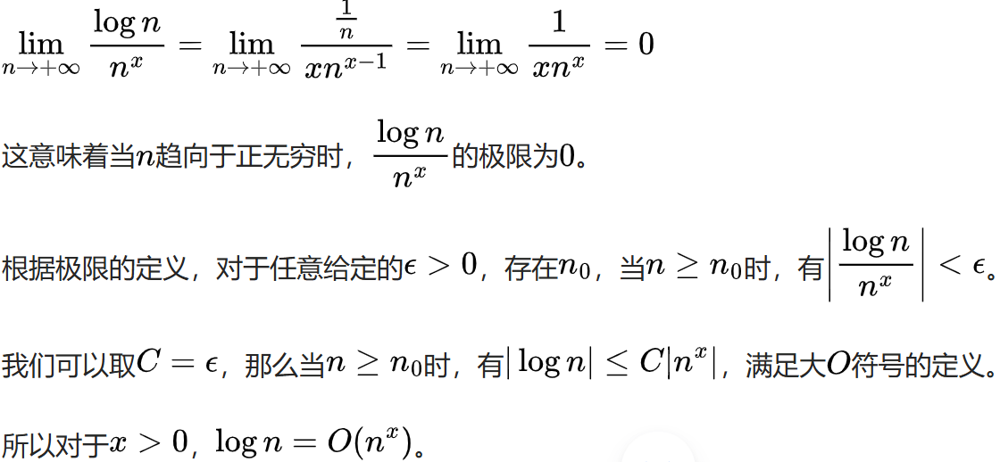 $\lim_{n \to +\infty} \frac{\log n}{n^x} = \lim_{n \to +\infty} \frac{\frac{1}{n}}{xn^{x-1}} = \lim_{n \to +\infty} \frac{1}{xn^x} = 0$
这意味着当$n$趋向于正无穷时，$\frac{\log n}{n^x}$的极限为$0$。
根据极限的定义，对于任意给定的$\epsilon > 0$，存在$n_0$，当$n \geq n_0$时，有$\left|\frac{\log n}{n^x}\right| < \epsilon$。
我们可以取$C = \epsilon$，那么当$n \geq n_0$时，有$|\log n| \leq C|n^x|$，满足大$O$符号的定义。
所以对于$x > 0$，$\log n = O(n^x)$。